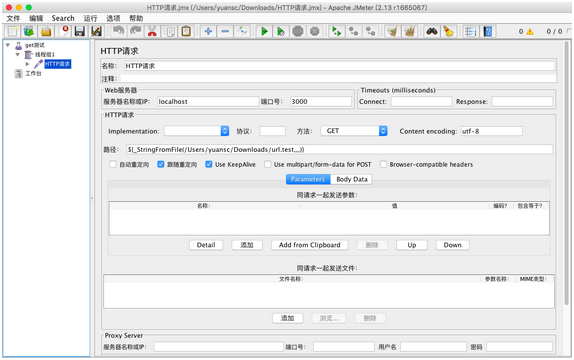 HTTP请求.jmx (/Users/yuansc/Downloads/HTTP请求.jmx) - Apache JMeter (2.13 r1665067)
文件 编辑 Search 运行 选项 帮助
0 0 / 0
get测试
线程组1
HTTP请求
工作台
HTTP请求
名称： HTTP请求
注释：
Web服务器
服务器名称或IP： localhost 端口号： 3000
Timeouts (milliseconds)
Connect: Response:
HTTP请求
Implementation: 协议： 方法： GET Content encoding: utf-8
路径： ${_StringFromFile(/Users/yuansc/Downloads/url.test,,,)}
自动重定向 跟随重定向 Use KeepAlive Use multipart/form-data for POST Browser-compatible headers
Parameters Body Data
同请求一起发送参数：
名称： 值 编码？ 包含等于？
Detail 添加 Add from Clipboard 删除 Up Down
同请求一起发送文件：
文件名称： 参数名称： MIME类型：
添加 浏览... 删除
Proxy Server
服务器名称或IP： 端口号： 用户名 密码